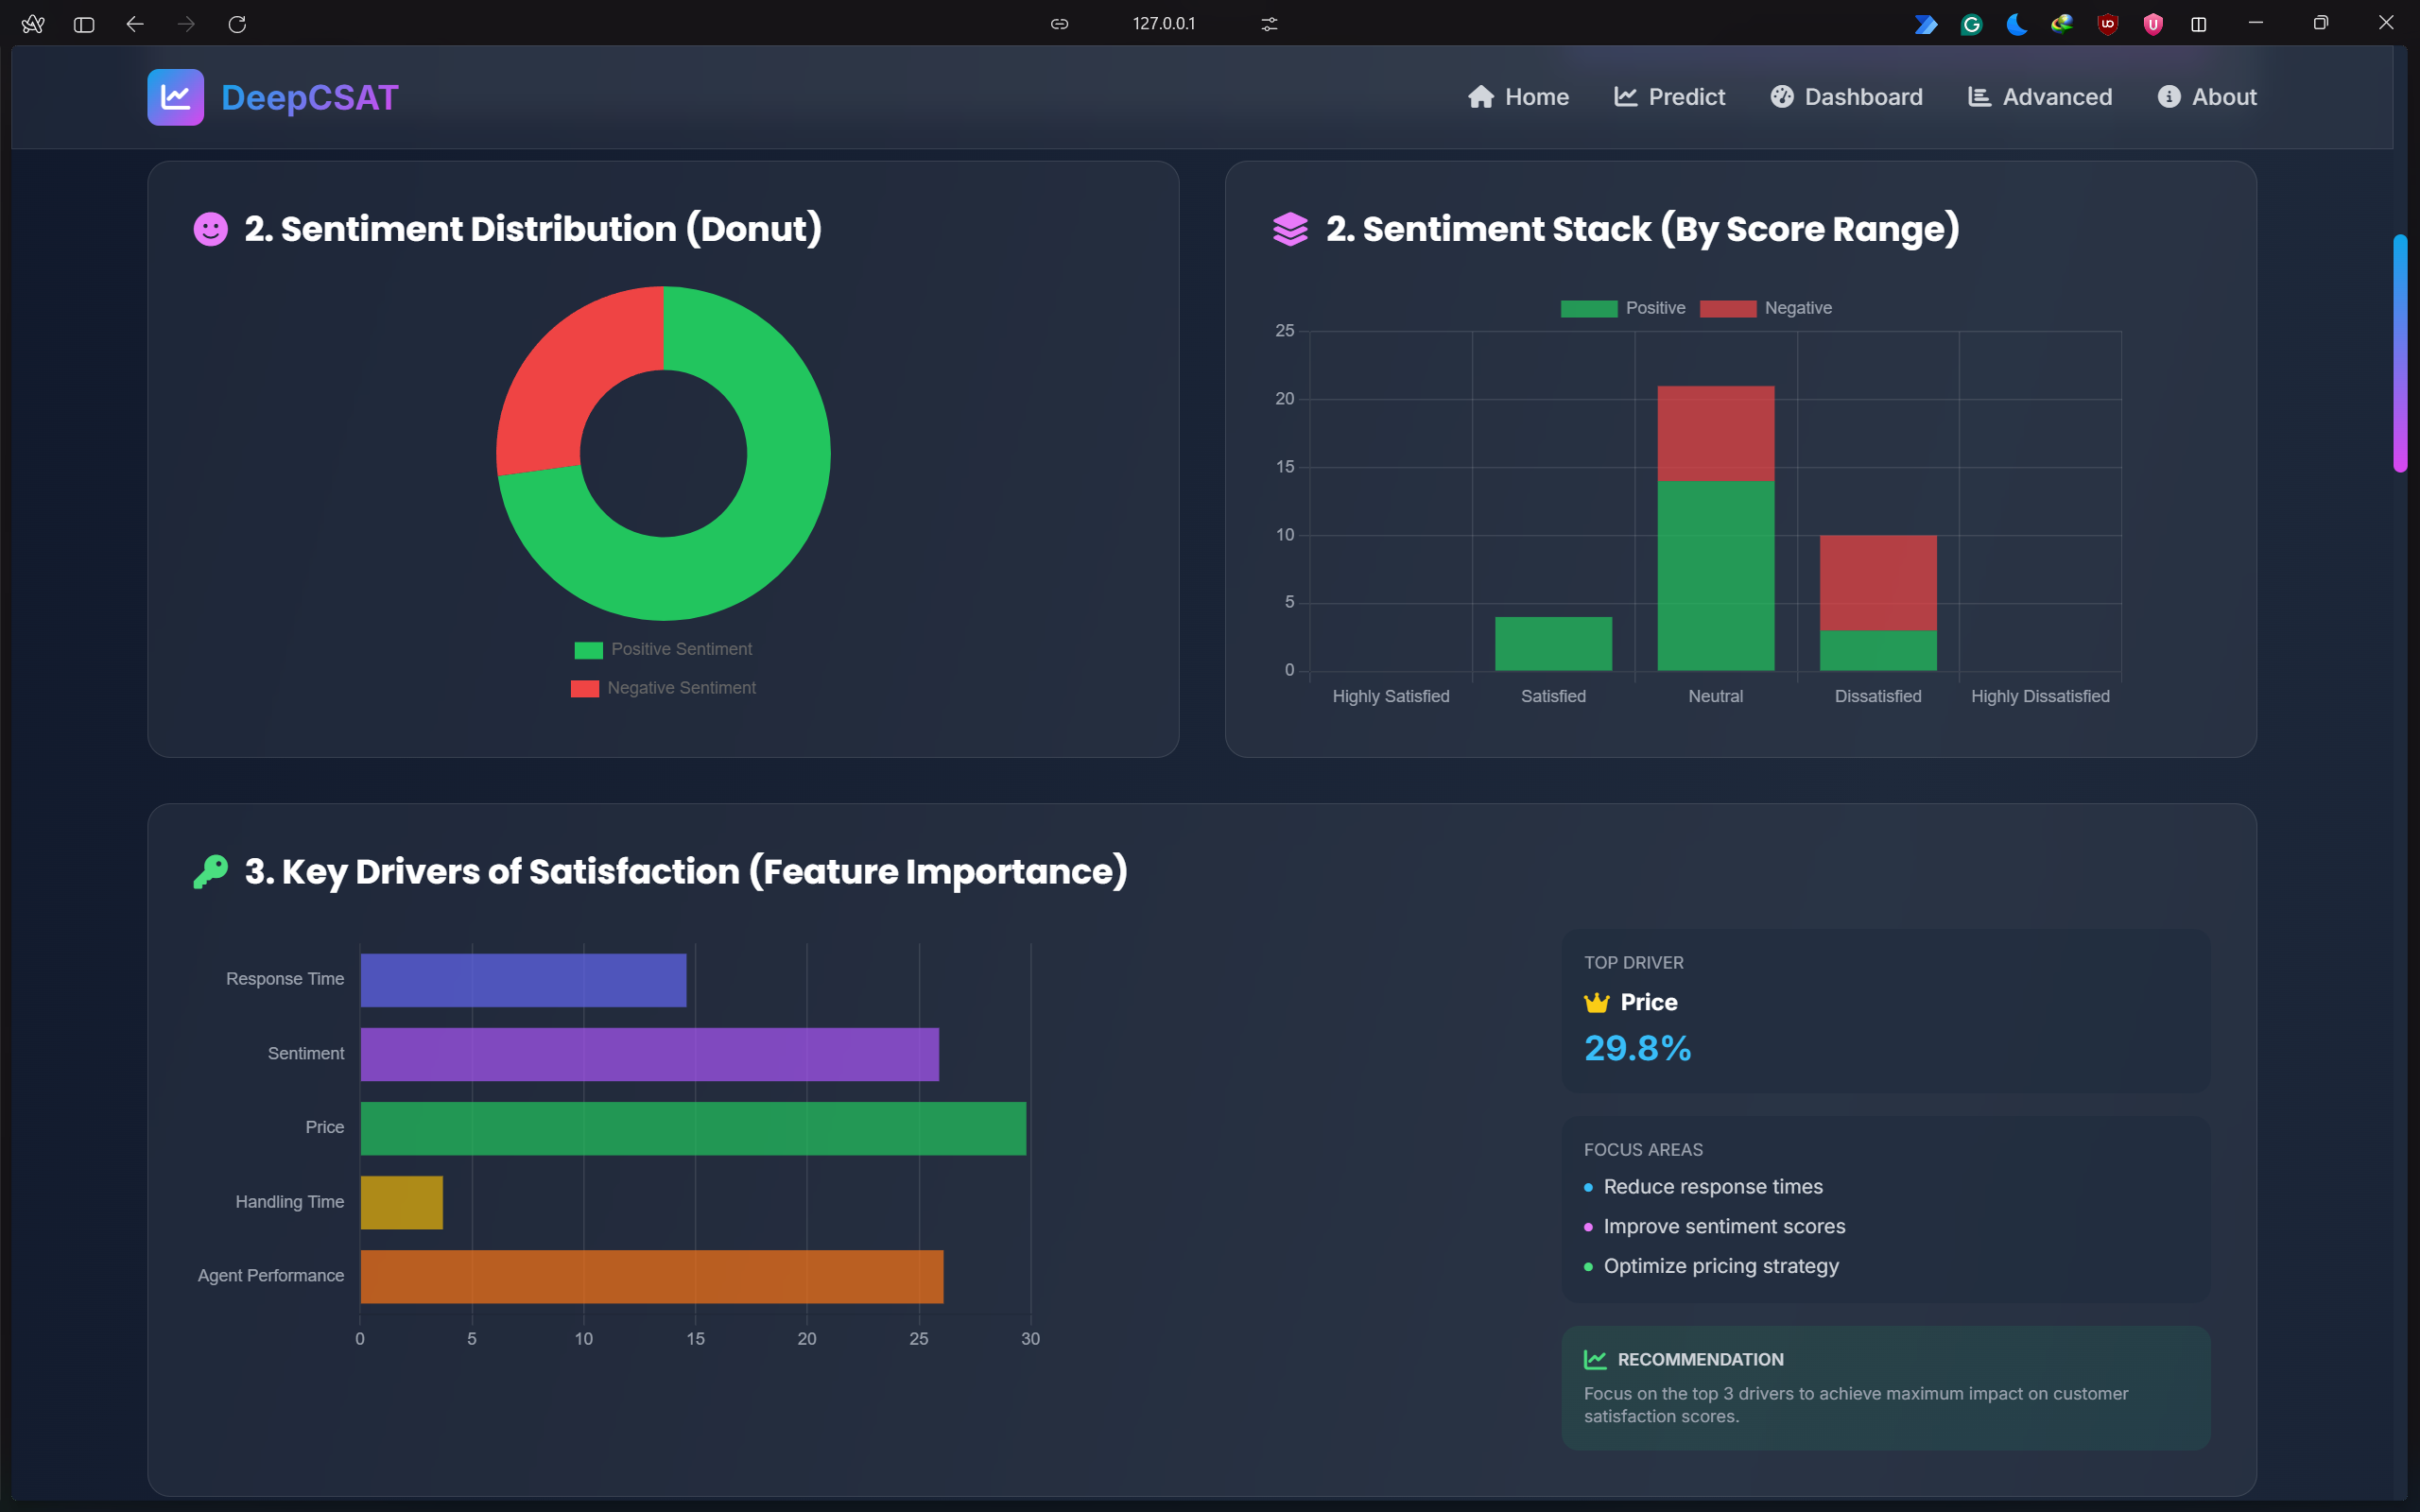 127.0.0.1
DeepCSAT
Home
Predict
Dashboard
Advanced
About
2. Sentiment Distribution (Donut)
Positive Sentiment
Negative Sentiment
2. Sentiment Stack (By Score Range)
Positive
Negative
25
20
15
10
5
0
Highly Satisfied
Satisfied
Neutral
Dissatisfied
Highly Dissatisfied
3. Key Drivers of Satisfaction (Feature Importance)
Response Time
Sentiment
Price
Handling Time
Agent Performance
0
5
10
15
20
25
30
TOP DRIVER
Price
29.8%
FOCUS AREAS
Reduce response times
Improve sentiment scores
Optimize pricing strategy
RECOMMENDATION
Focus on the top 3 drivers to achieve maximum impact on customer
satisfaction scores.